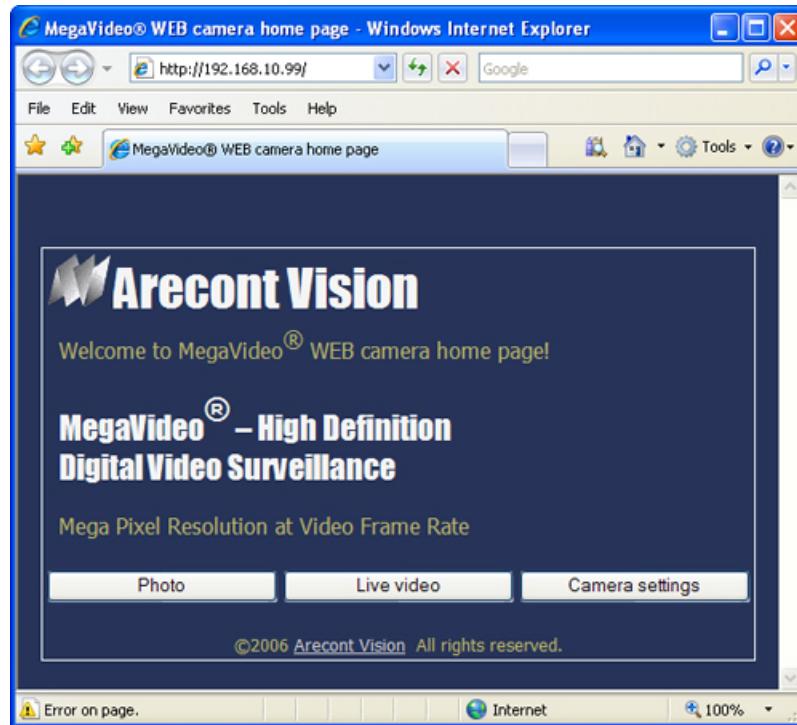 MegaVideo® WEB camera home page - Windows Internet Explorer
http://192.168.10.99/
Google
File Edit View Favorites Tools Help
MegaVideo® WEB camera home page
Tools
Arecont Vision
Welcome to MegaVideo® WEB camera home page!
MegaVideo® – High Definition
Digital Video Surveillance
Mega Pixel Resolution at Video Frame Rate
Photo Live video Camera settings
©2006 Arecont Vision All rights reserved.
Error on page. Internet 100%